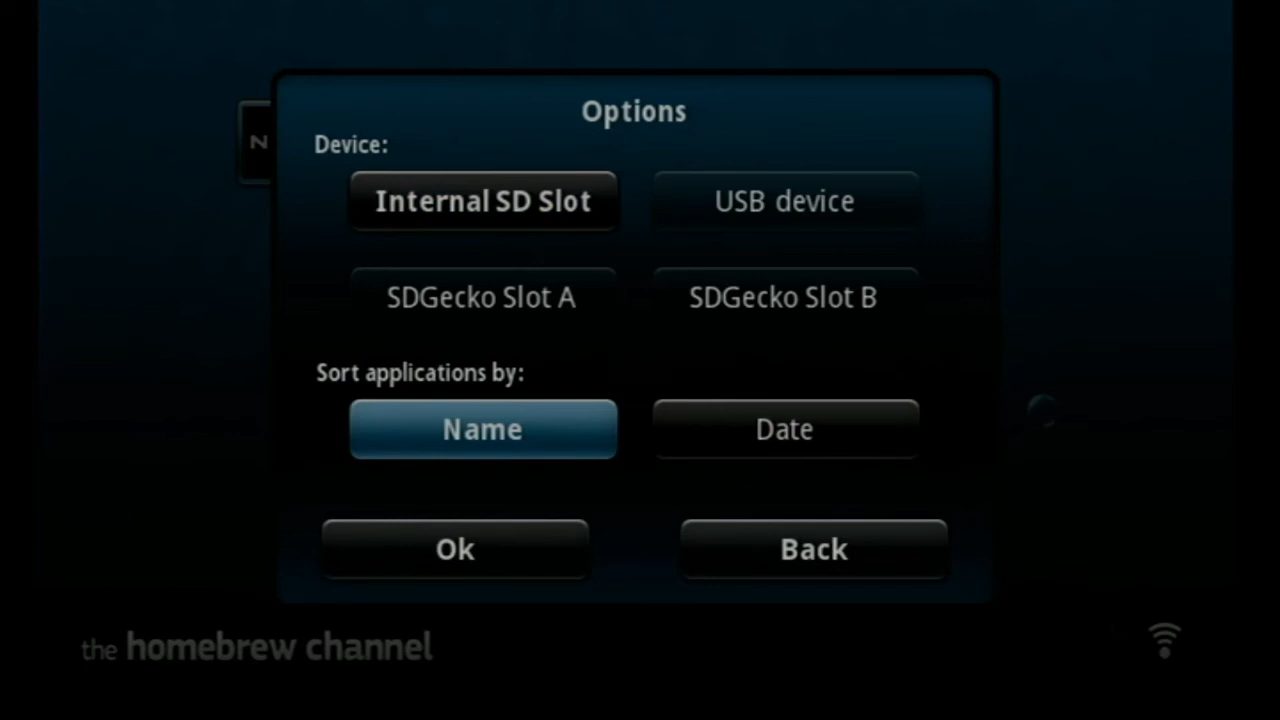 Options
Device:
Internal SD Slot
USB device
SDGecko Slot A
SDGecko Slot B
Sort applications by:
Name
Date
Ok
Back
the homebrew channel